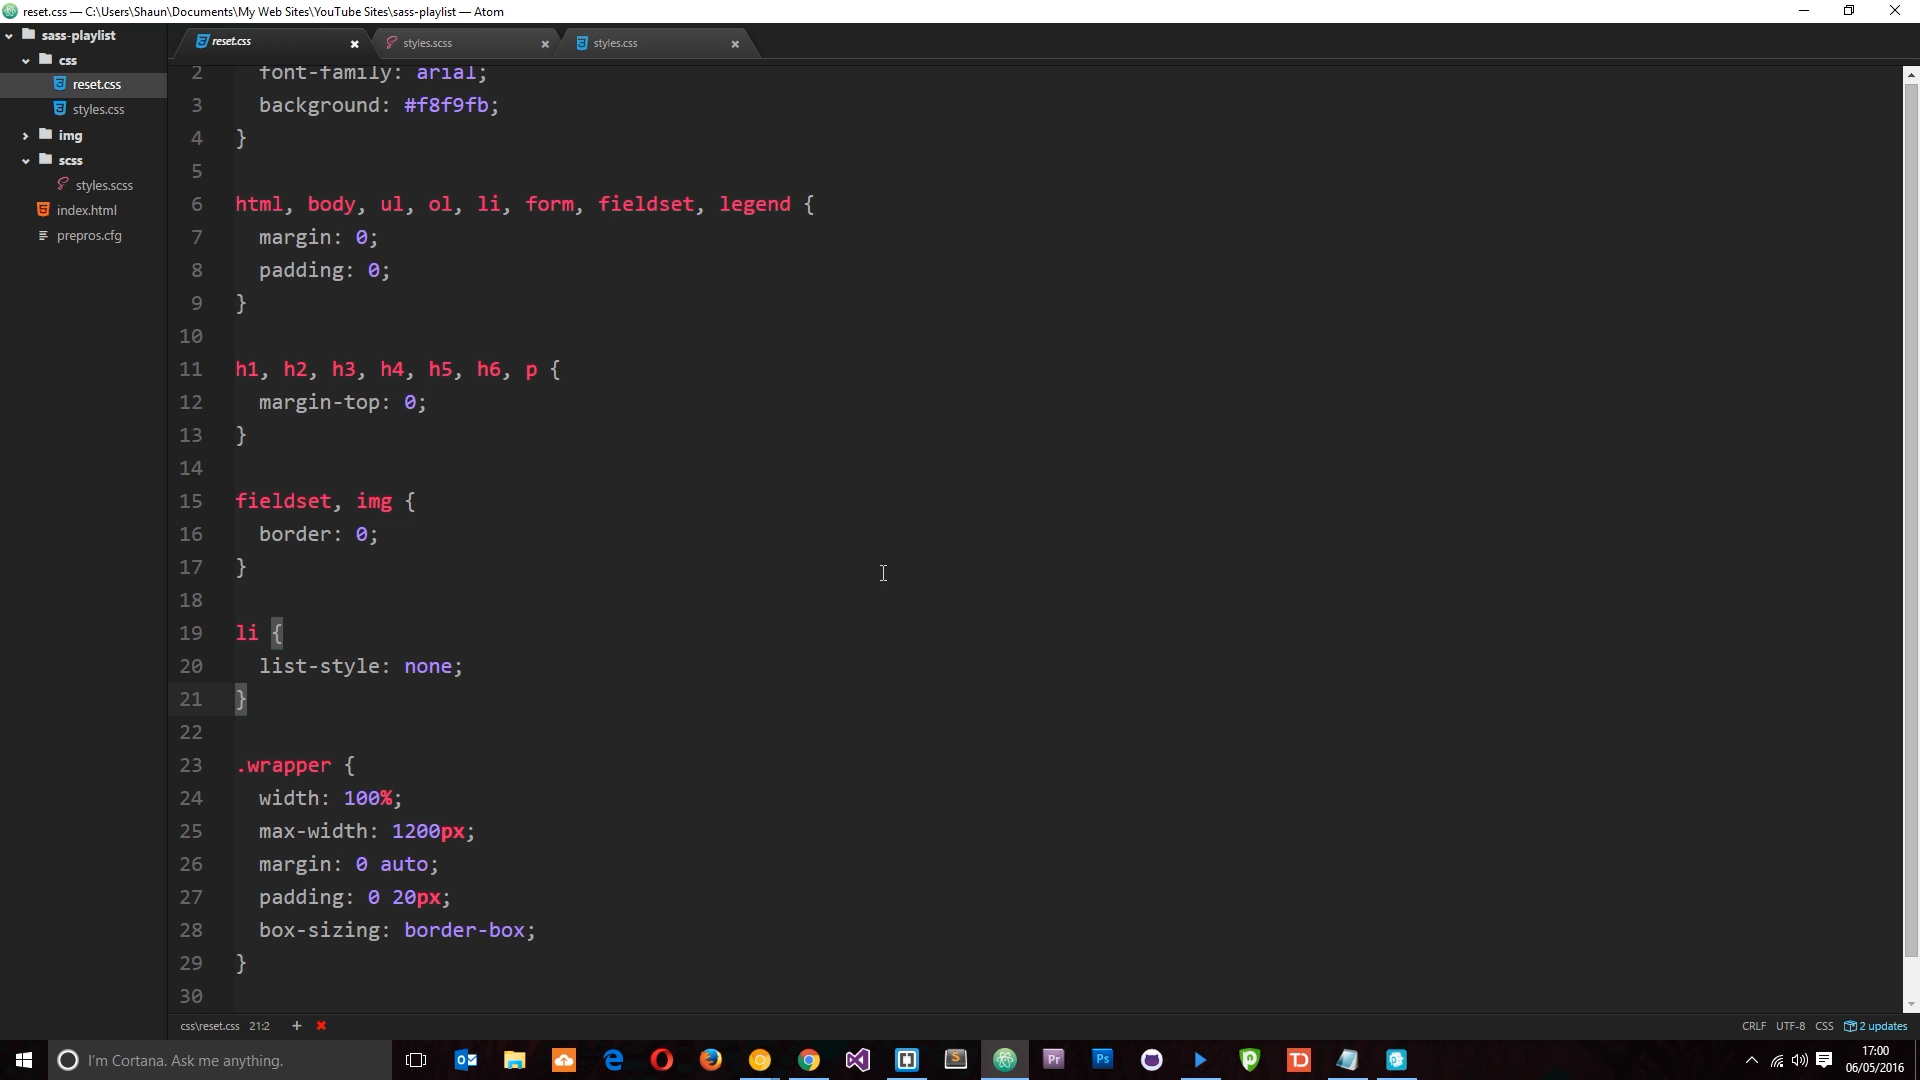 reset.css — C:\Users\Shaun\Documents\My Web Sites\YouTube Sites\sass-playlist — Atom
sass-playlist
css
reset.css
styles.css
img
scss
styles.scss
index.html
prepros.cfg
reset.css
styles.scss
styles.css
2 font-family: arial;
3 background: #f8f9fb;
4 }
5
6 html, body, ul, ol, li, form, fieldset, legend {
7 margin: 0;
8 padding: 0;
9 }
10
11 h1, h2, h3, h4, h5, h6, p {
12 margin-top: 0;
13 }
14
15 fieldset, img {
16 border: 0;
17 }
18
19 li {
20 list-style: none;
21 }
22
23 .wrapper {
24 width: 100%;
25 max-width: 1200px;
26 margin: 0 auto;
27 padding: 0 20px;
28 box-sizing: border-box;
29 }
30
css\reset.css 21:2 +
CRLF UTF-8 CSS 2 updates
I'm Cortana. Ask me anything.
Pr
Ps
TD
17:00
06/05/2016